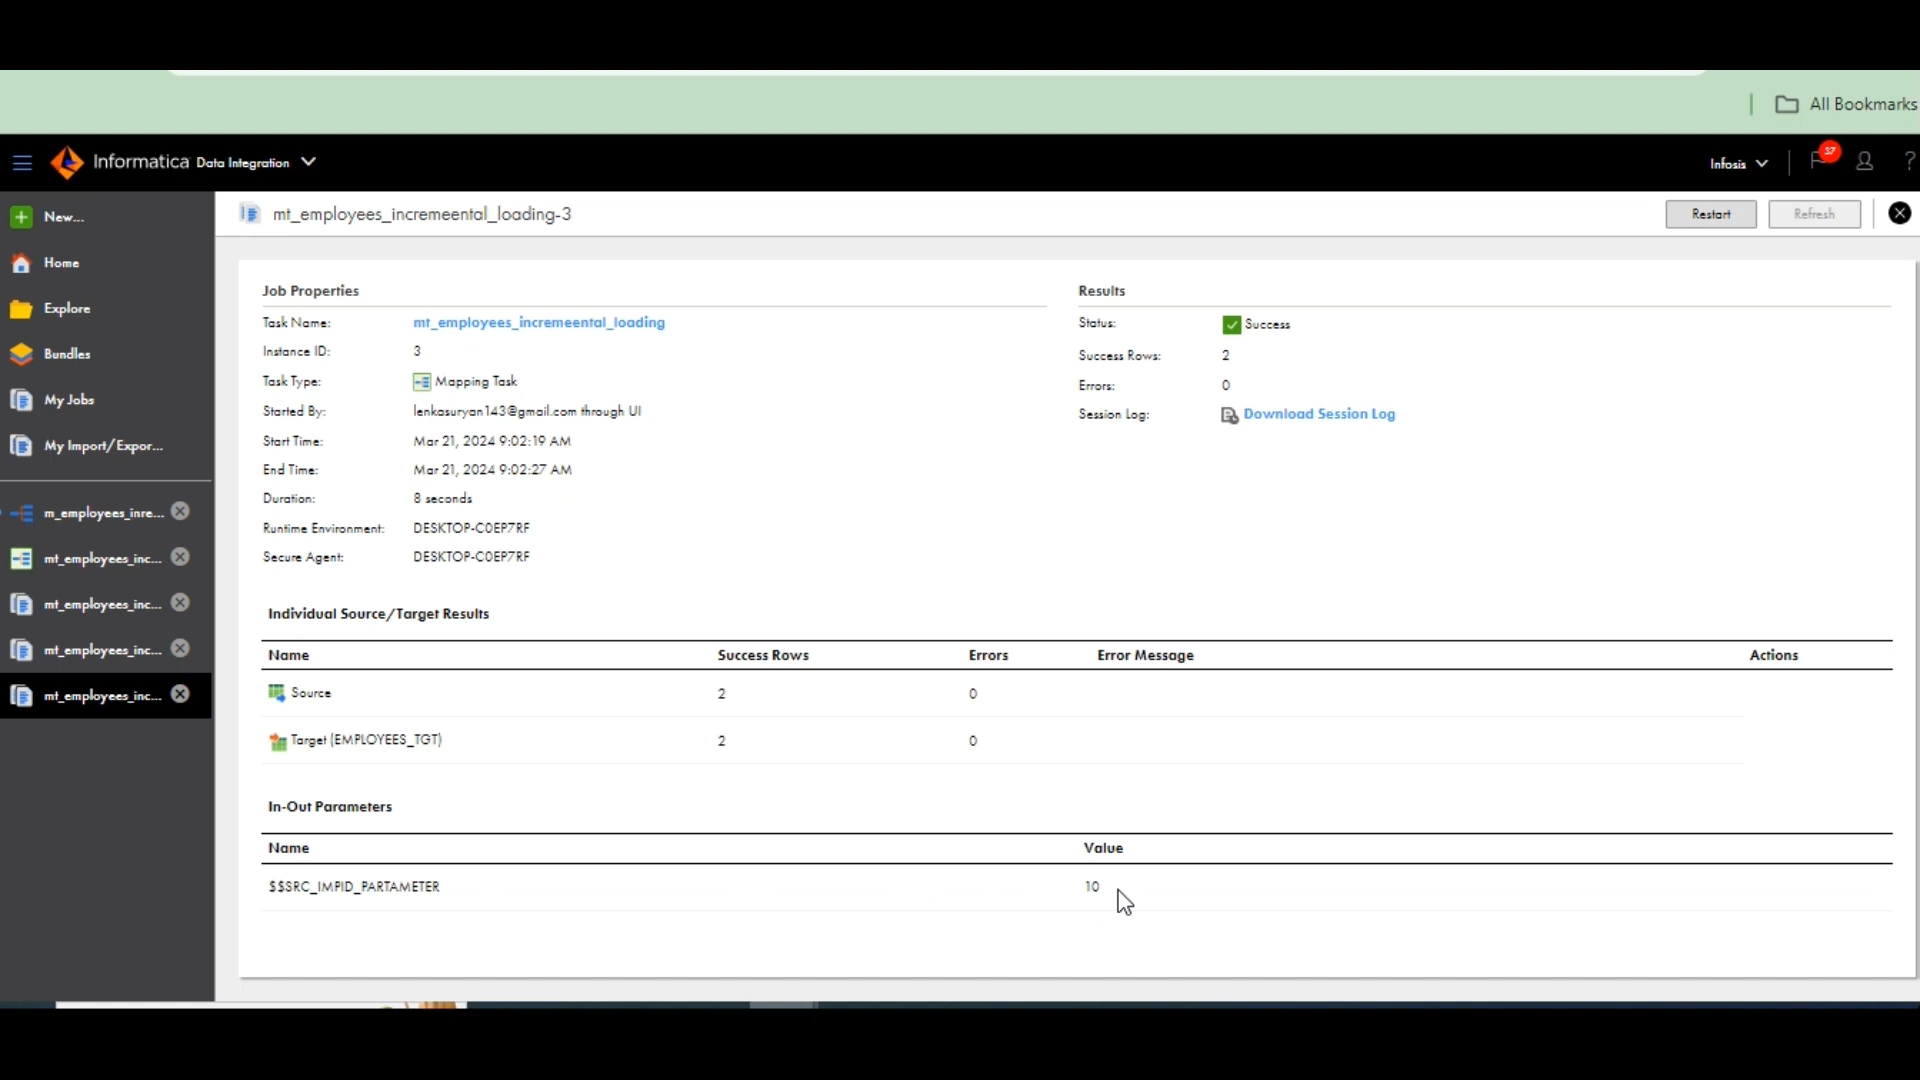 All Bookmarks
Informatica Data Integration
Infosis
37
?
New...
Home
Explore
Bundles
My Jobs
My Import/Expor...
m_employees_inre...
mt_employees_inc...
mt_employees_inc...
mt_employees_inc...
mt_employees_inc...
mt_employees_incremeental_loading-3
Restart
Refresh
Job Properties
Task Name: mt_employees_incremeental_loading
Instance ID: 3
Task Type: Mapping Task
Started By: lenkasuryan143@gmail.com through UI
Start Time: Mar 21, 2024 9:02:19 AM
End Time: Mar 21, 2024 9:02:27 AM
Duration: 8 seconds
Runtime Environment: DESKTOP-C0EP7RF
Secure Agent: DESKTOP-C0EP7RF
Results
Status: Success
Success Rows: 2
Errors: 0
Session Log: Download Session Log
Individual Source/Target Results
Name Success Rows Errors Error Message Actions
Source 2 0
Target (EMPLOYEES_TGT) 2 0
In-Out Parameters
Name Value
$$SRC_IMPID_PARTAMETER 10